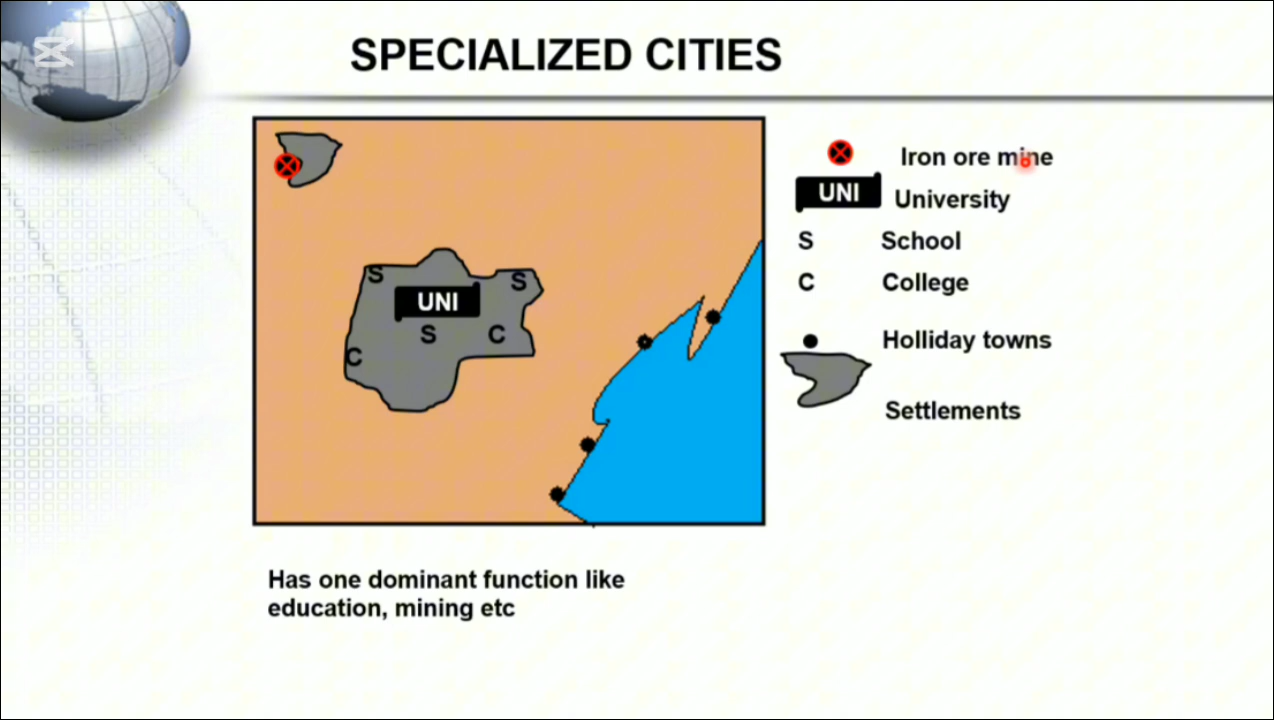 SPECIALIZED CITIES
S
S
UNI
S
C
C
Iron ore mine
UNI University
S School
C College
Holliday towns
Settlements
Has one dominant function like
education, mining etc